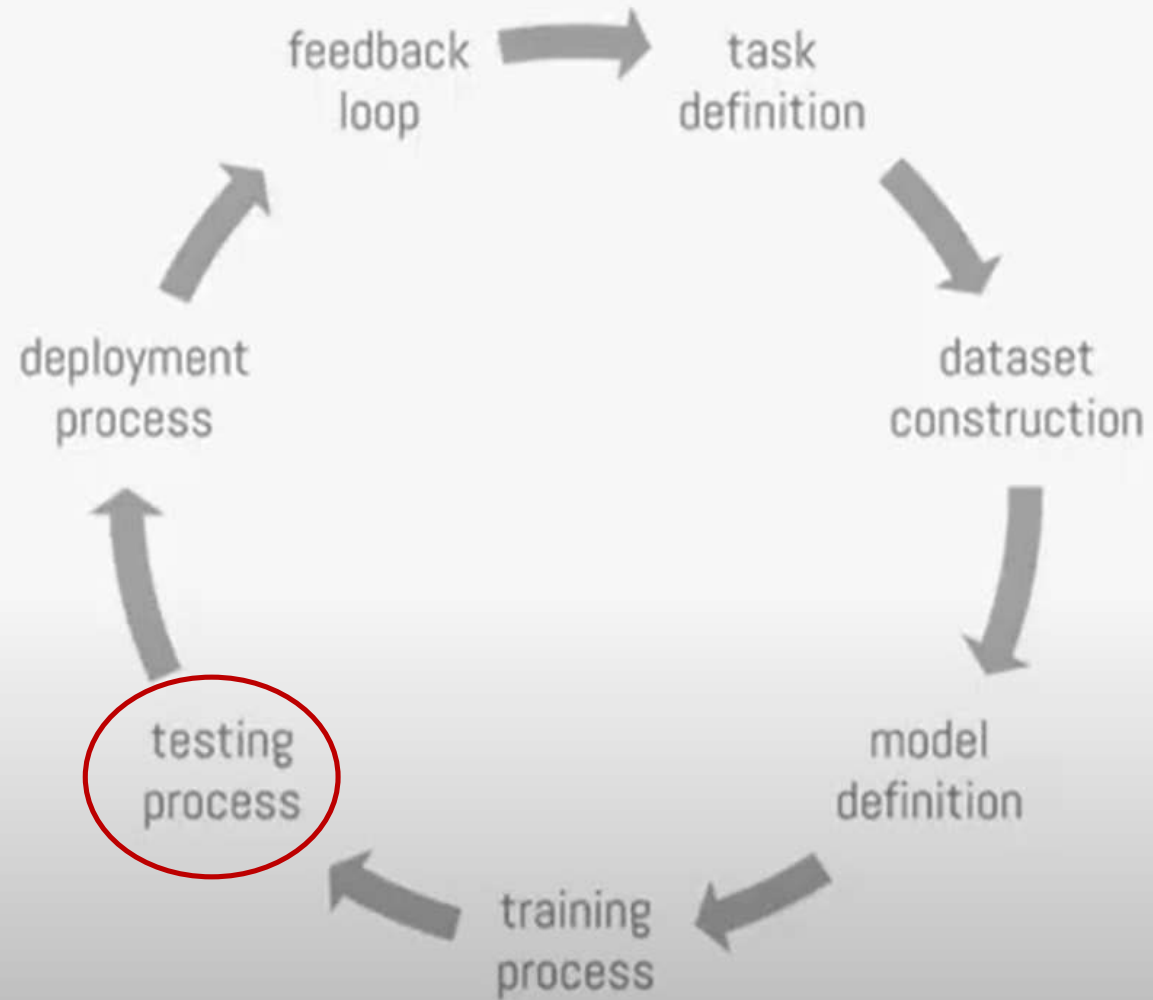 feedback
loop
task
definition
dataset
construction
model
definition
training
process
testing
process
deployment
process